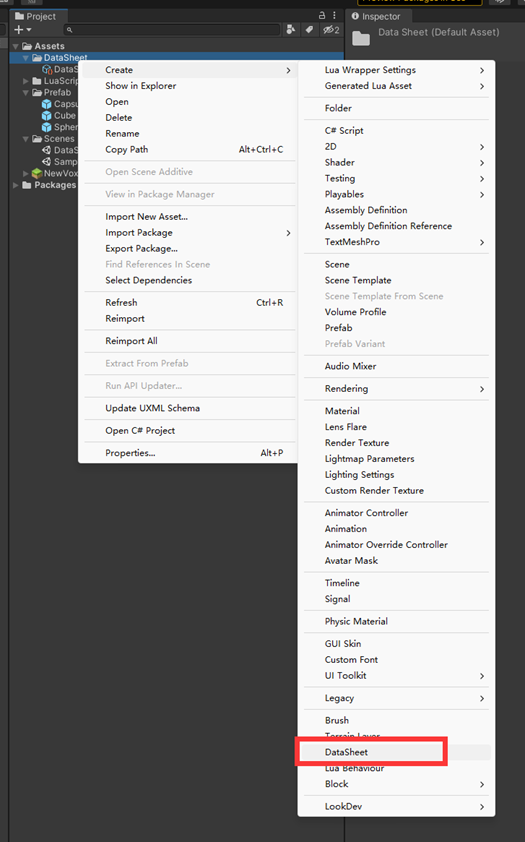 Preview Packages in Use
Project
Inspector
2
Data Sheet (Default Asset)
Assets
DataSheet
DataS
LuaScrip
Prefab
Capsu
Cube
Spher
Scenes
DataS
Samp
NewVox
Packages
Create
Show in Explorer
Open
Delete
Rename
Copy Path Alt+Ctrl+C
Open Scene Additive
View in Package Manager
Import New Asset...
Import Package
Export Package...
Find References In Scene
Select Dependencies
Refresh Ctrl+R
Reimport
Reimport All
Extract From Prefab
Run API Updater...
Update UXML Schema
Open C# Project
Properties... Alt+P
Lua Wrapper Settings
Generated Lua Asset
Folder
C# Script
2D
Shader
Testing
Playables
Assembly Definition
Assembly Definition Reference
TextMeshPro
Scene
Scene Template
Scene Template From Scene
Volume Profile
Prefab
Prefab Variant
Audio Mixer
Rendering
Material
Lens Flare
Render Texture
Lightmap Parameters
Lighting Settings
Custom Render Texture
Animator Controller
Animation
Animator Override Controller
Avatar Mask
Timeline
Signal
Physic Material
GUI Skin
Custom Font
UI Toolkit
Legacy
Brush
Terrain Layer
DataSheet
Lua Behaviour
Block
LookDev